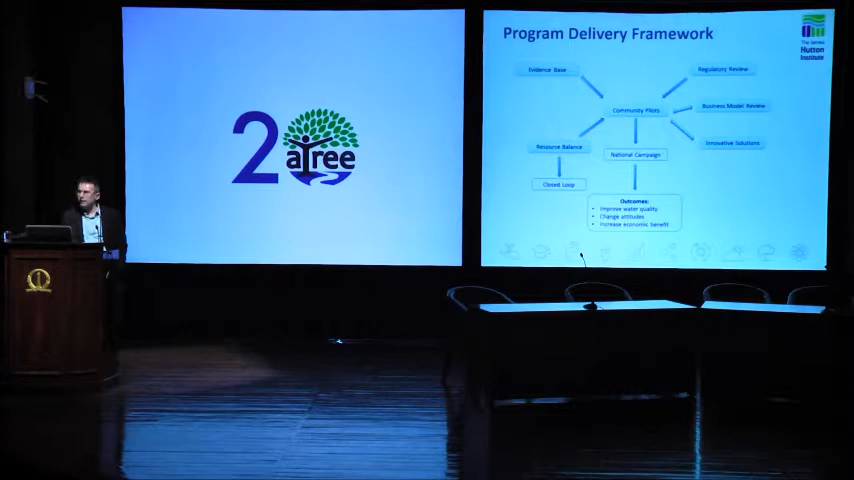 20
aTree
Program Delivery Framework
The James
Hutton
Institute
Evidence Base
Regulatory Review
Community Pilots
Business Model Review
Resource Balance
Innovative Solutions
National Campaign
Closed Loop
Outcomes:
• Improve water quality
• Change attitudes
• Increase economic benefit